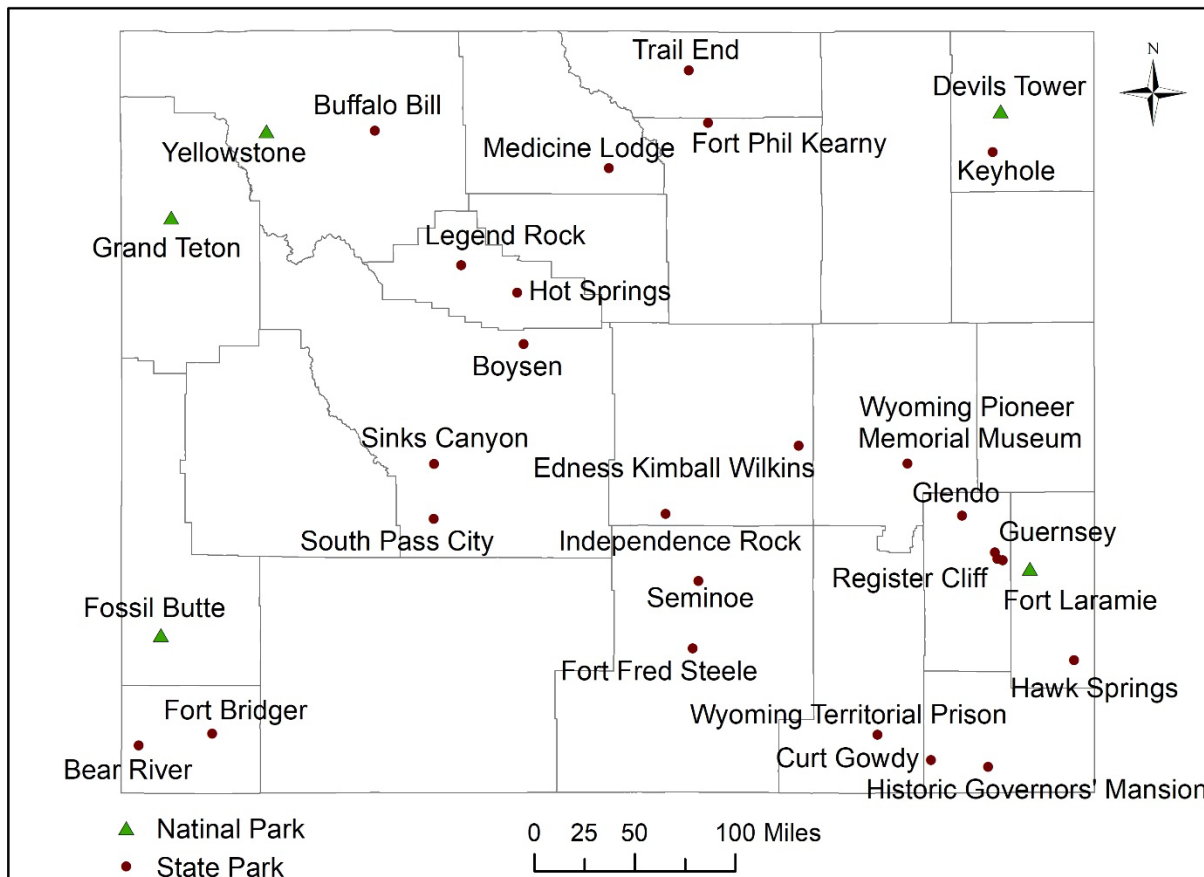 Trail End
N
Devils Tower
Buffalo Bill
Yellowstone
Medicine Lodge
Fort Phil Kearny
Keyhole
Grand Teton
Legend Rock
Hot Springs
Boysen
Wyoming Pioneer
Memorial Museum
Sinks Canyon
Edness Kimball Wilkins
Glendo
South Pass City
Independence Rock
Guernsey
Register Cliff
Seminoe
Fort Laramie
Fossil Butte
Fort Fred Steele
Hawk Springs
Fort Bridger
Wyoming Territorial Prison
Bear River
Curt Gowdy
Historic Governors' Mansion
Natinal Park
State Park
0 25 50 100 Miles